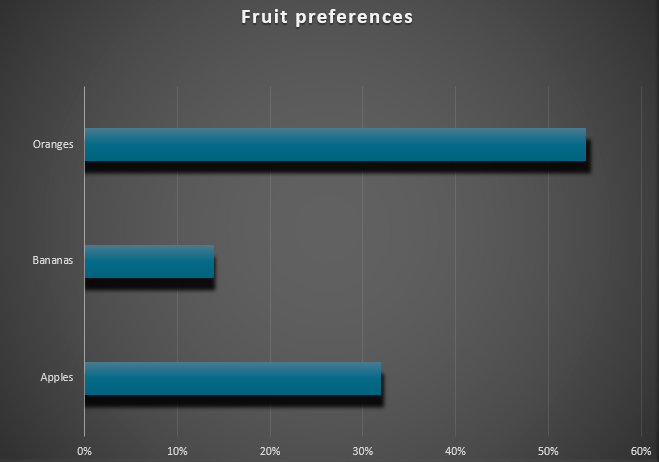 Fruit preferences
Oranges
Bananas
Apples
0% 10% 20% 30% 40% 50% 60%